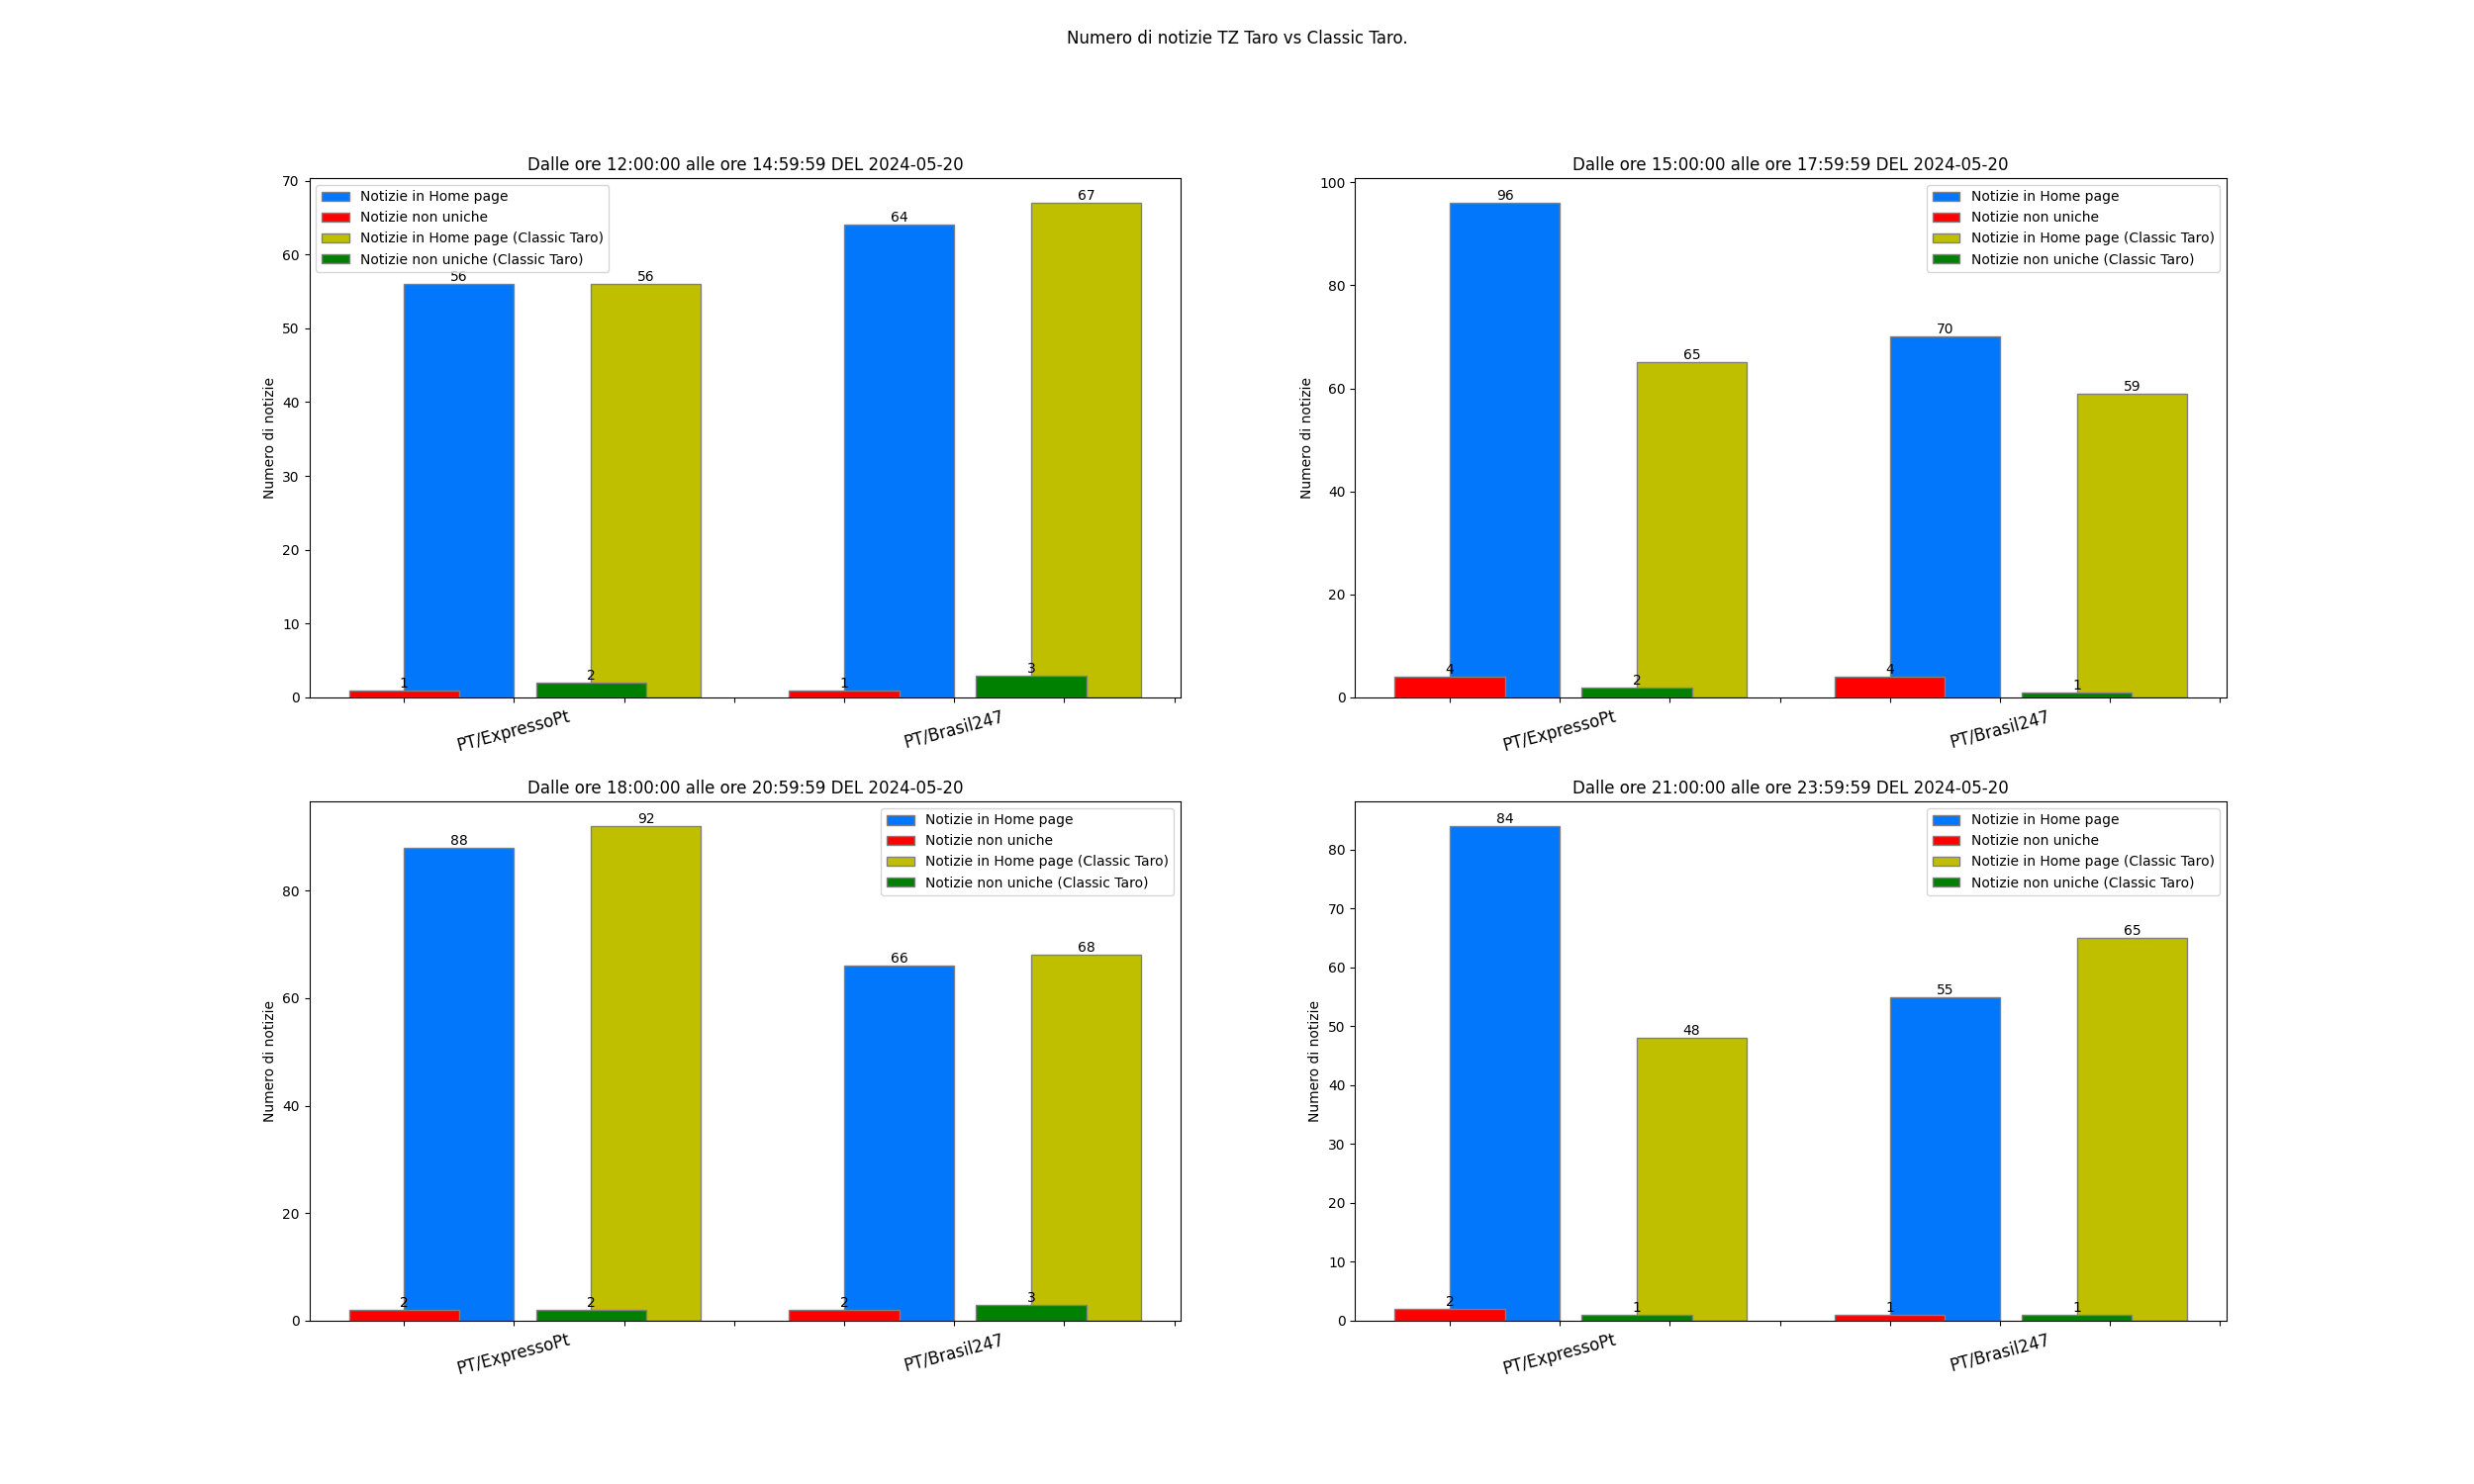 Numero di notizie TZ Taro vs Classic Taro.
Dalle ore 12:00:00 alle ore 14:59:59 DEL 2024-05-20
Notizie in Home page
Notizie non uniche
Notizie in Home page (Classic Taro)
Notizie non uniche (Classic Taro)
Numero di notizie
70
60
50
40
30
20
10
0
56
56
64
67
1
2
1
3
PT/ExpressoPt
PT/Brasil247
Dalle ore 15:00:00 alle ore 17:59:59 DEL 2024-05-20
Notizie in Home page
Notizie non uniche
Notizie in Home page (Classic Taro)
Notizie non uniche (Classic Taro)
Numero di notizie
100
80
60
40
20
0
96
65
70
59
4
2
4
1
PT/ExpressoPt
PT/Brasil247
Dalle ore 18:00:00 alle ore 20:59:59 DEL 2024-05-20
Notizie in Home page
Notizie non uniche
Notizie in Home page (Classic Taro)
Notizie non uniche (Classic Taro)
Numero di notizie
80
60
40
20
0
88
92
66
68
2
2
2
3
PT/ExpressoPt
PT/Brasil247
Dalle ore 21:00:00 alle ore 23:59:59 DEL 2024-05-20
Notizie in Home page
Notizie non uniche
Notizie in Home page (Classic Taro)
Notizie non uniche (Classic Taro)
Numero di notizie
80
70
60
50
40
30
20
10
0
84
48
55
65
2
1
1
1
PT/ExpressoPt
PT/Brasil247